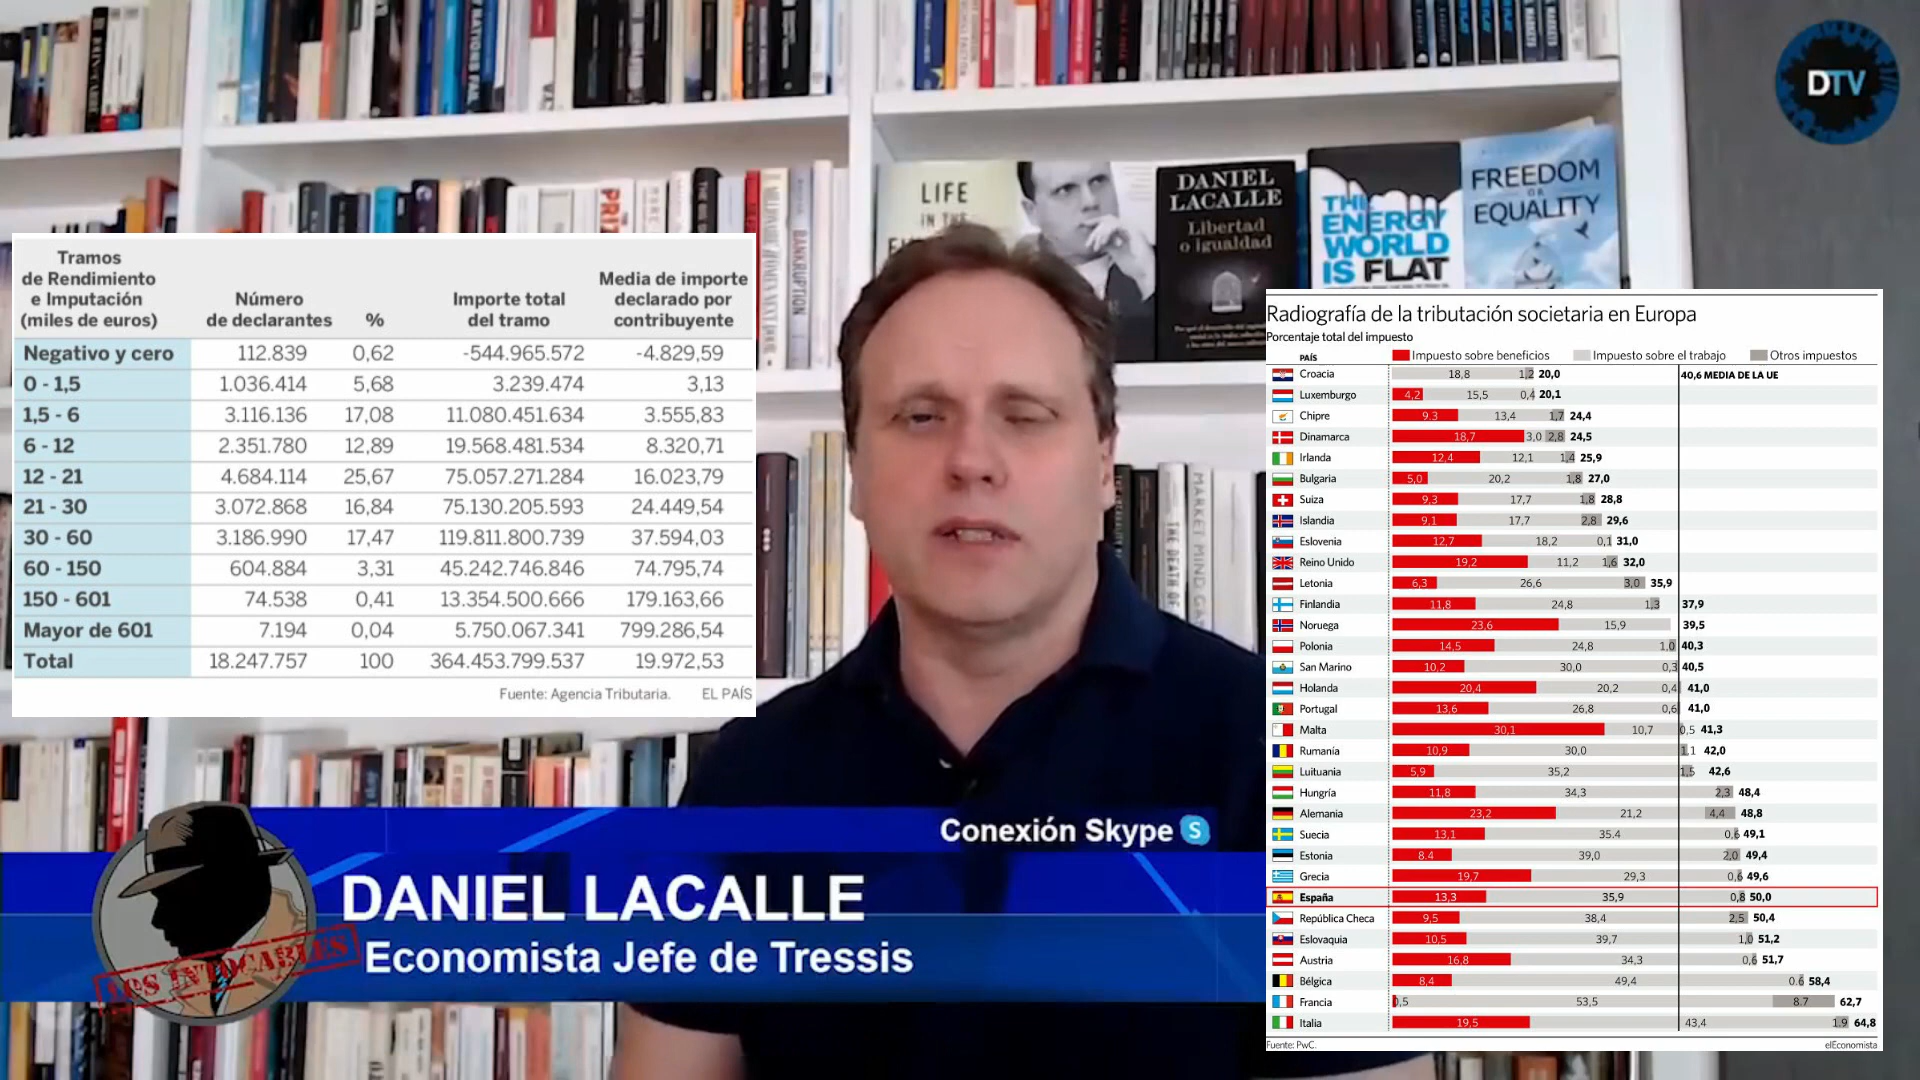 DTV
LIFE
IN THE
DANIEL
LACALLE
Libertad
o igualdad
THE
ENERGY
WORLD
IS FLAT
FREEDOM
OR
EQUALITY
BANKRUPTION
THE DEATH OF
Tramos
de Rendimiento
e Imputación
(miles de euros) Número
de declarantes % Importe total
del tramo Media de importe
declarado por
contribuyente
Negativo y cero 112.839 0,62 -544.965.572 -4.829,59
0 - 1,5 1.036.414 5,68 3.239.474 3,13
1,5 - 6 3.116.136 17,08 11.080.451.634 3.555,83
6 - 12 2.351.780 12,89 19.568.481.534 8.320,71
12 - 21 4.684.114 25,67 75.057.271.284 16.023,79
21 - 30 3.072.868 16,84 75.130.205.593 24.449,54
30 - 60 3.186.990 17,47 119.811.800.739 37.594,03
60 - 150 604.884 3,31 45.242.746.846 74.795,74
150 - 601 74.538 0,41 13.354.500.666 179.163,66
Mayor de 601 7.194 0,04 5.750.067.341 799.286,54
Total 18.247.757 100 364.453.799.537 19.972,53
Fuente: Agencia Tributaria. EL PAÍS
Radiografía de la tributación societaria en Europa
Porcentaje total del impuesto
PAÍS Impuesto sobre beneficios Impuesto sobre el trabajo Otros impuestos
Croacia 18,8 1,2 20,0 40,6 MEDIA DE LA UE
Luxemburgo 4,2 15,5 0,4 20,1
Chipre 9,3 13,4 1,7 24,4
Dinamarca 18,7 3,0 2,8 24,5
Irlanda 12,4 12,1 1,4 25,9
Bulgaria 5,0 20,2 1,8 27,0
Suiza 9,3 17,7 1,8 28,8
Islandia 9,1 17,7 2,8 29,6
Eslovenia 12,7 18,2 0,1 31,0
Reino Unido 19,2 11,2 1,6 32,0
Letonia 6,3 26,6 3,0 35,9
Finlandia 11,8 24,8 1,3 37,9
Noruega 23,6 15,9 39,5
Polonia 14,5 24,8 1,0 40,3
San Marino 10,2 30,0 0,3 40,5
Holanda 20,4 20,2 0,4 41,0
Portugal 13,6 26,8 0,6 41,0
Malta 30,1 10,7 0,5 41,3
Rumanía 10,9 30,0 1,1 42,0
Luituania 5,9 35,2 1,5 42,6
Hungría 11,8 34,3 2,3 48,4
Alemania 23,2 21,2 4,4 48,8
Suecia 13,1 35.4 0,6 49,1
Estonia 8.4 39,0 2,0 49,4
Grecia 19,7 29,3 0,6 49,6
España 13,3 35,9 0,8 50,0
República Checa 9,5 38,4 2,5 50,4
Eslovaquia 10,5 39,7 1,0 51,2
Austria 16,8 34,3 0,6 51,7
Bélgica 8,4 49,4 0.6 58,4
Francia 0,5 53,5 8.7 62,7
Italia 19,5 43,4 1.9 64,8
Fuente: PwC. elEconomista
Conexión Skype S
DANIEL LACALLE
Economista Jefe de Tressis
LOS INTOCABLES